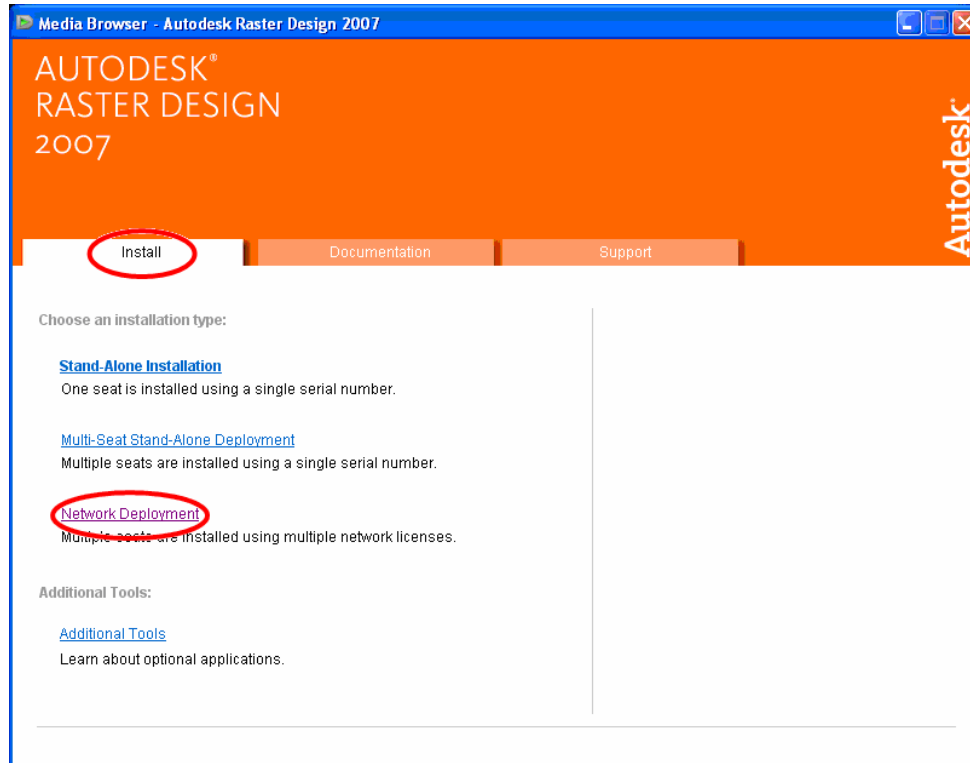 Media Browser - Autodesk Raster Design 2007
AUTODESK®
RASTER DESIGN
2007
Autodesk
Install
Documentation
Support
Choose an installation type:
Stand-Alone Installation
One seat is installed using a single serial number.
Multi-Seat Stand-Alone Deployment
Multiple seats are installed using a single serial number.
Network Deployment
Multiple seats are installed using multiple network licenses.
Additional Tools:
Additional Tools
Learn about optional applications.